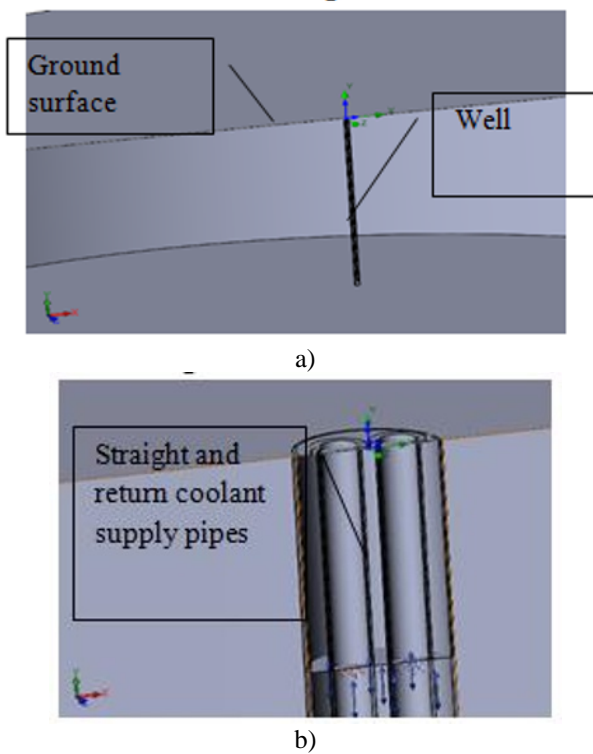 Ground
surface
Well
a)
Straight and
return coolant
supply pipes
b)